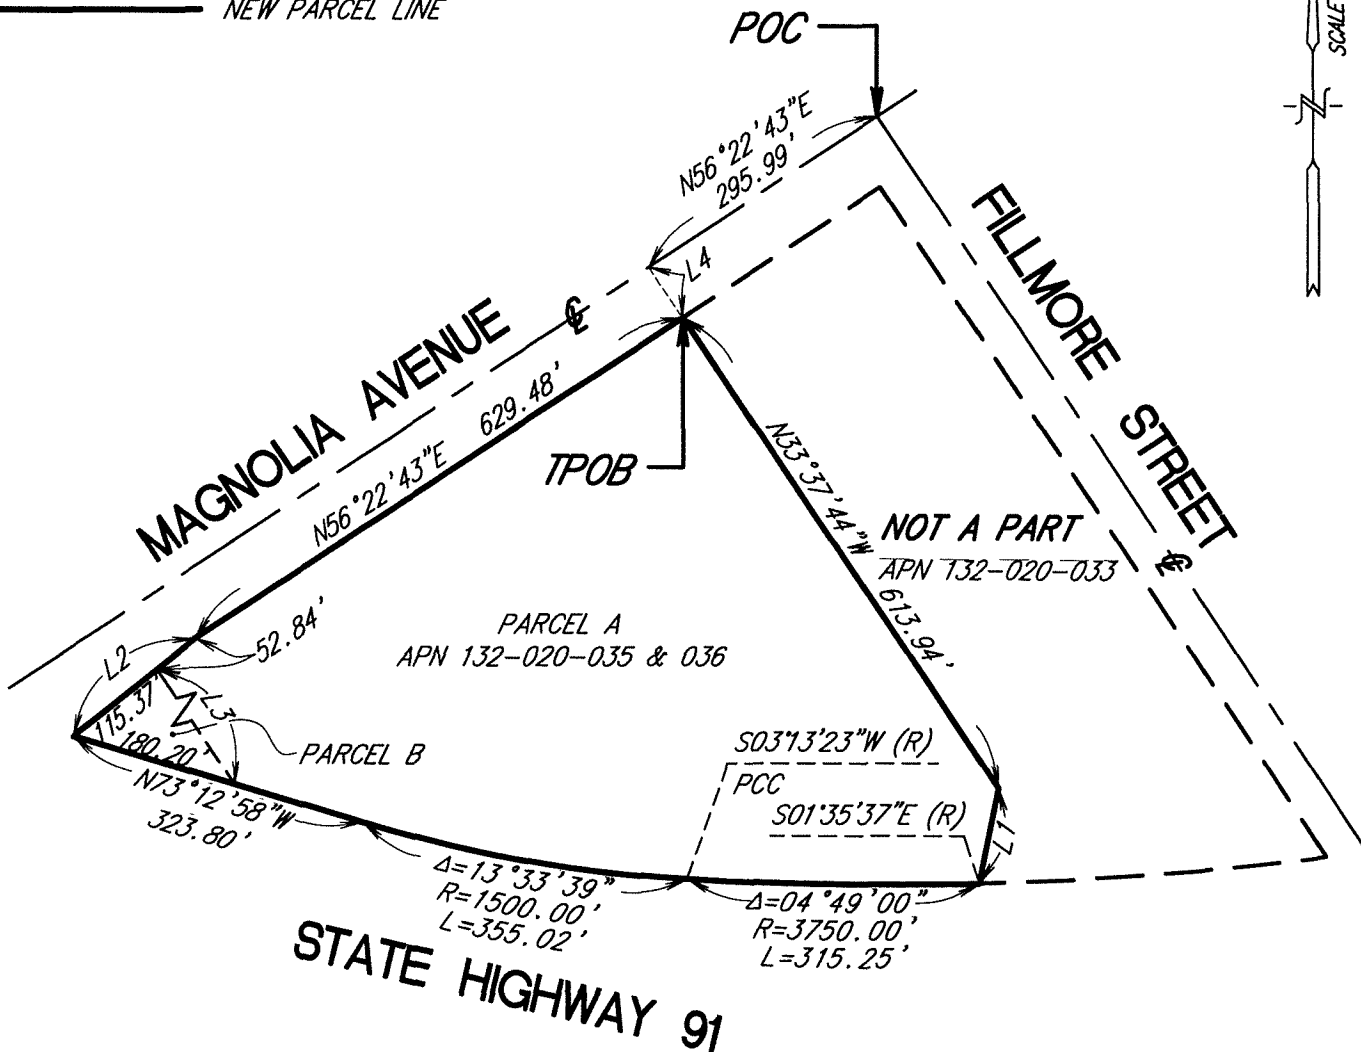 NEW PARCEL LINE
SCALE
POC
N56°22'43"E
295.99'
L4
FILLMORE STREET
MAGNOLIA AVENUE
629.48'
N56°22'43"E
TPOB
N33°37'44"W
613.94'
NOT A PART
APN 132-020-033
PARCEL A
APN 132-020-035 & 036
52.84'
L2
L3
115.37'
180.20'
PARCEL B
N73°12'58"W
323.80'
S03°13'23"W (R)
PCC
S01°35'37"E (R)
L1
Δ=13°33'39"
R=1500.00'
L=355.02'
Δ=04°49'00"
R=3750.00'
L=315.25'
STATE HIGHWAY 91